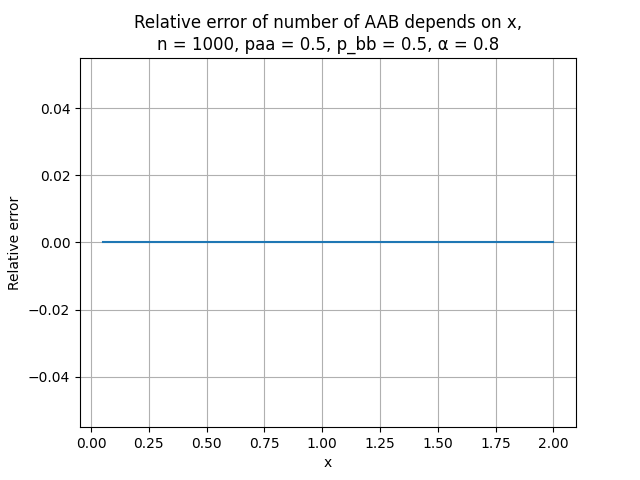 Relative error of number of AAB depends on x,
n = 1000, paa = 0.5, p_bb = 0.5, α = 0.8
0.04
0.02
0.00
−0.02
−0.04
Relative error
0.00 0.25 0.50 0.75 1.00 1.25 1.50 1.75 2.00
x